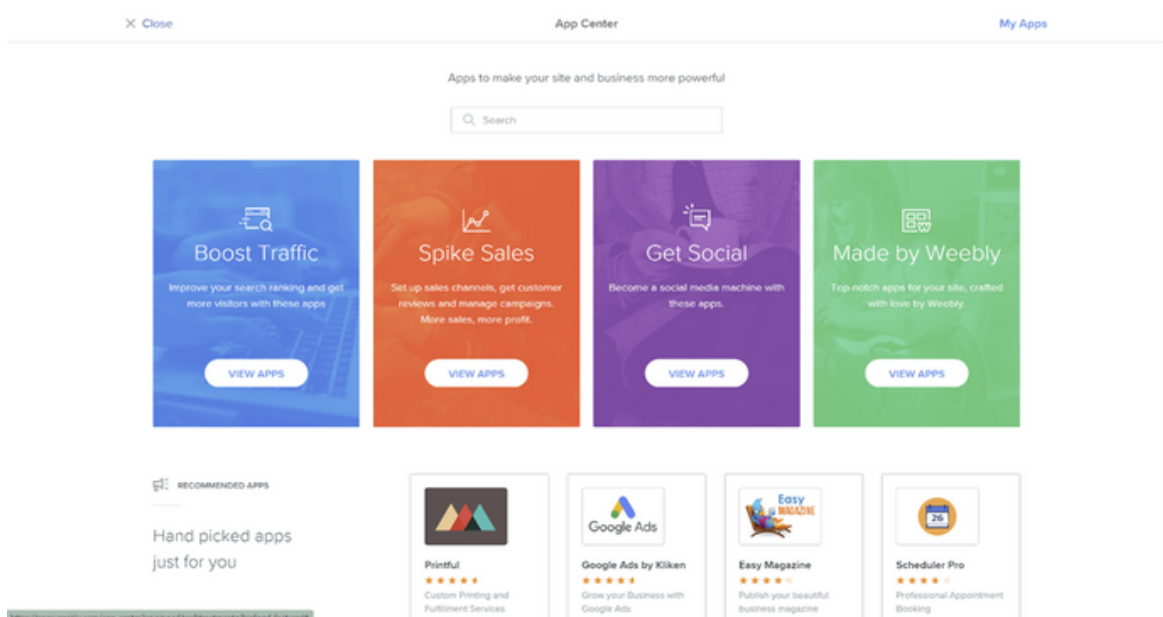 Close
App Center
My Apps
Apps to make your site and business more powerful
Search
Boost Traffic
Improve your search ranking and get
more visitors with these apps
VIEW APPS
Spike Sales
Set up sales channels, get customer
reviews and manage campaigns.
More sales, more profit.
VIEW APPS
Get Social
Become a social media machine with
these apps.
VIEW APPS
Made by Weebly
Top-notch apps for your site, crafted
with love by Weebly.
VIEW APPS
RECOMMENDED APPS
Hand picked apps
just for you
Printful
Custom Printing and
Fulfillment Services
Google Ads
Google Ads by Kliken
Grow your Business with
Google Ads
Easy
MAGAZINE
Easy Magazine
Publish your beautiful
business magazine
26
Scheduler Pro
Professional Appointment
Booking